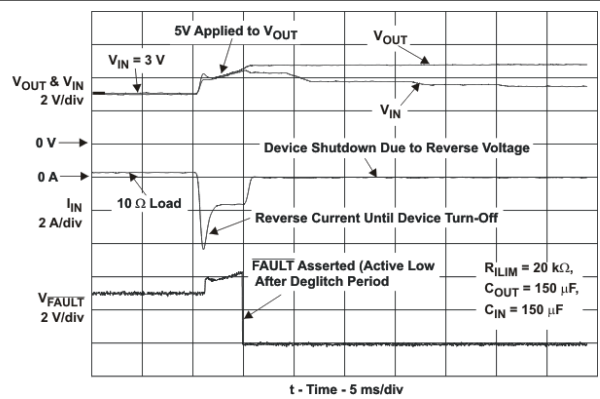 5V Applied to VOUT
VOUT
VIN = 3 V
VOUT & VIN
2 V/div
VIN
0 V
Device Shutdown Due to Reverse Voltage
0 A
10 Ω Load
IIN
2 A/div
Reverse Current Until Device Turn-Off
FAULT Asserted (Active Low
After Deglitch Period
RILIM = 20 kΩ,
COUT = 150 µF,
CIN = 150 µF
VFAULT
2 V/div
t - Time - 5 ms/div